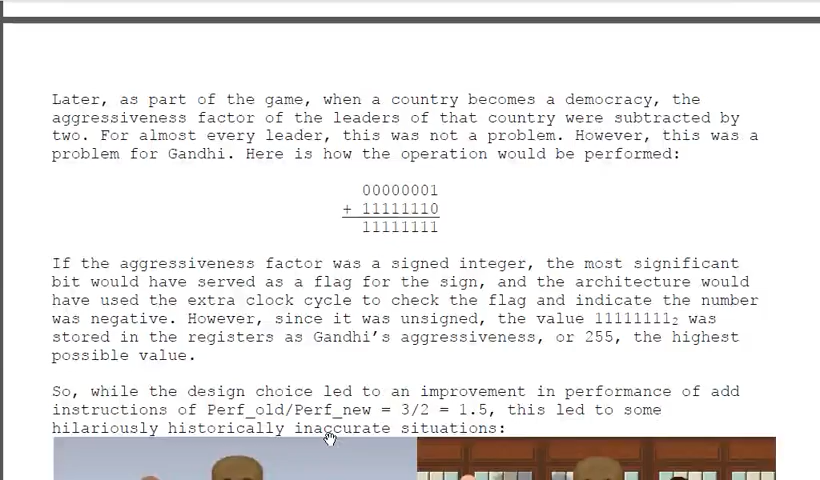 Later, as part of the game, when a country becomes a democracy, the
aggressiveness factor of the leaders of that country were subtracted by
two. For almost every leader, this was not a problem. However, this was a
problem for Gandhi. Here is how the operation would be performed:
00000001
+ 11111110
11111111
If the aggressiveness factor was a signed integer, the most significant
bit would have served as a flag for the sign, and the architecture would
have used the extra clock cycle to check the flag and indicate the number
was negative. However, since it was unsigned, the value 11111111₂ was
stored in the registers as Gandhi's aggressiveness, or 255, the highest
possible value.
So, while the design choice led to an improvement in performance of add
instructions of Perf_old/Perf_new = 3/2 = 1.5, this led to some
hilariously historically inaccurate situations: